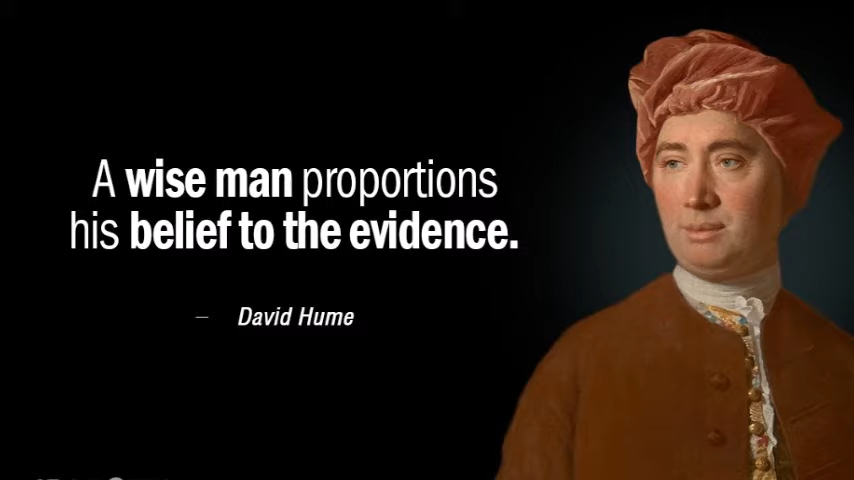 A wise man proportions
his belief to the evidence.
– David Hume